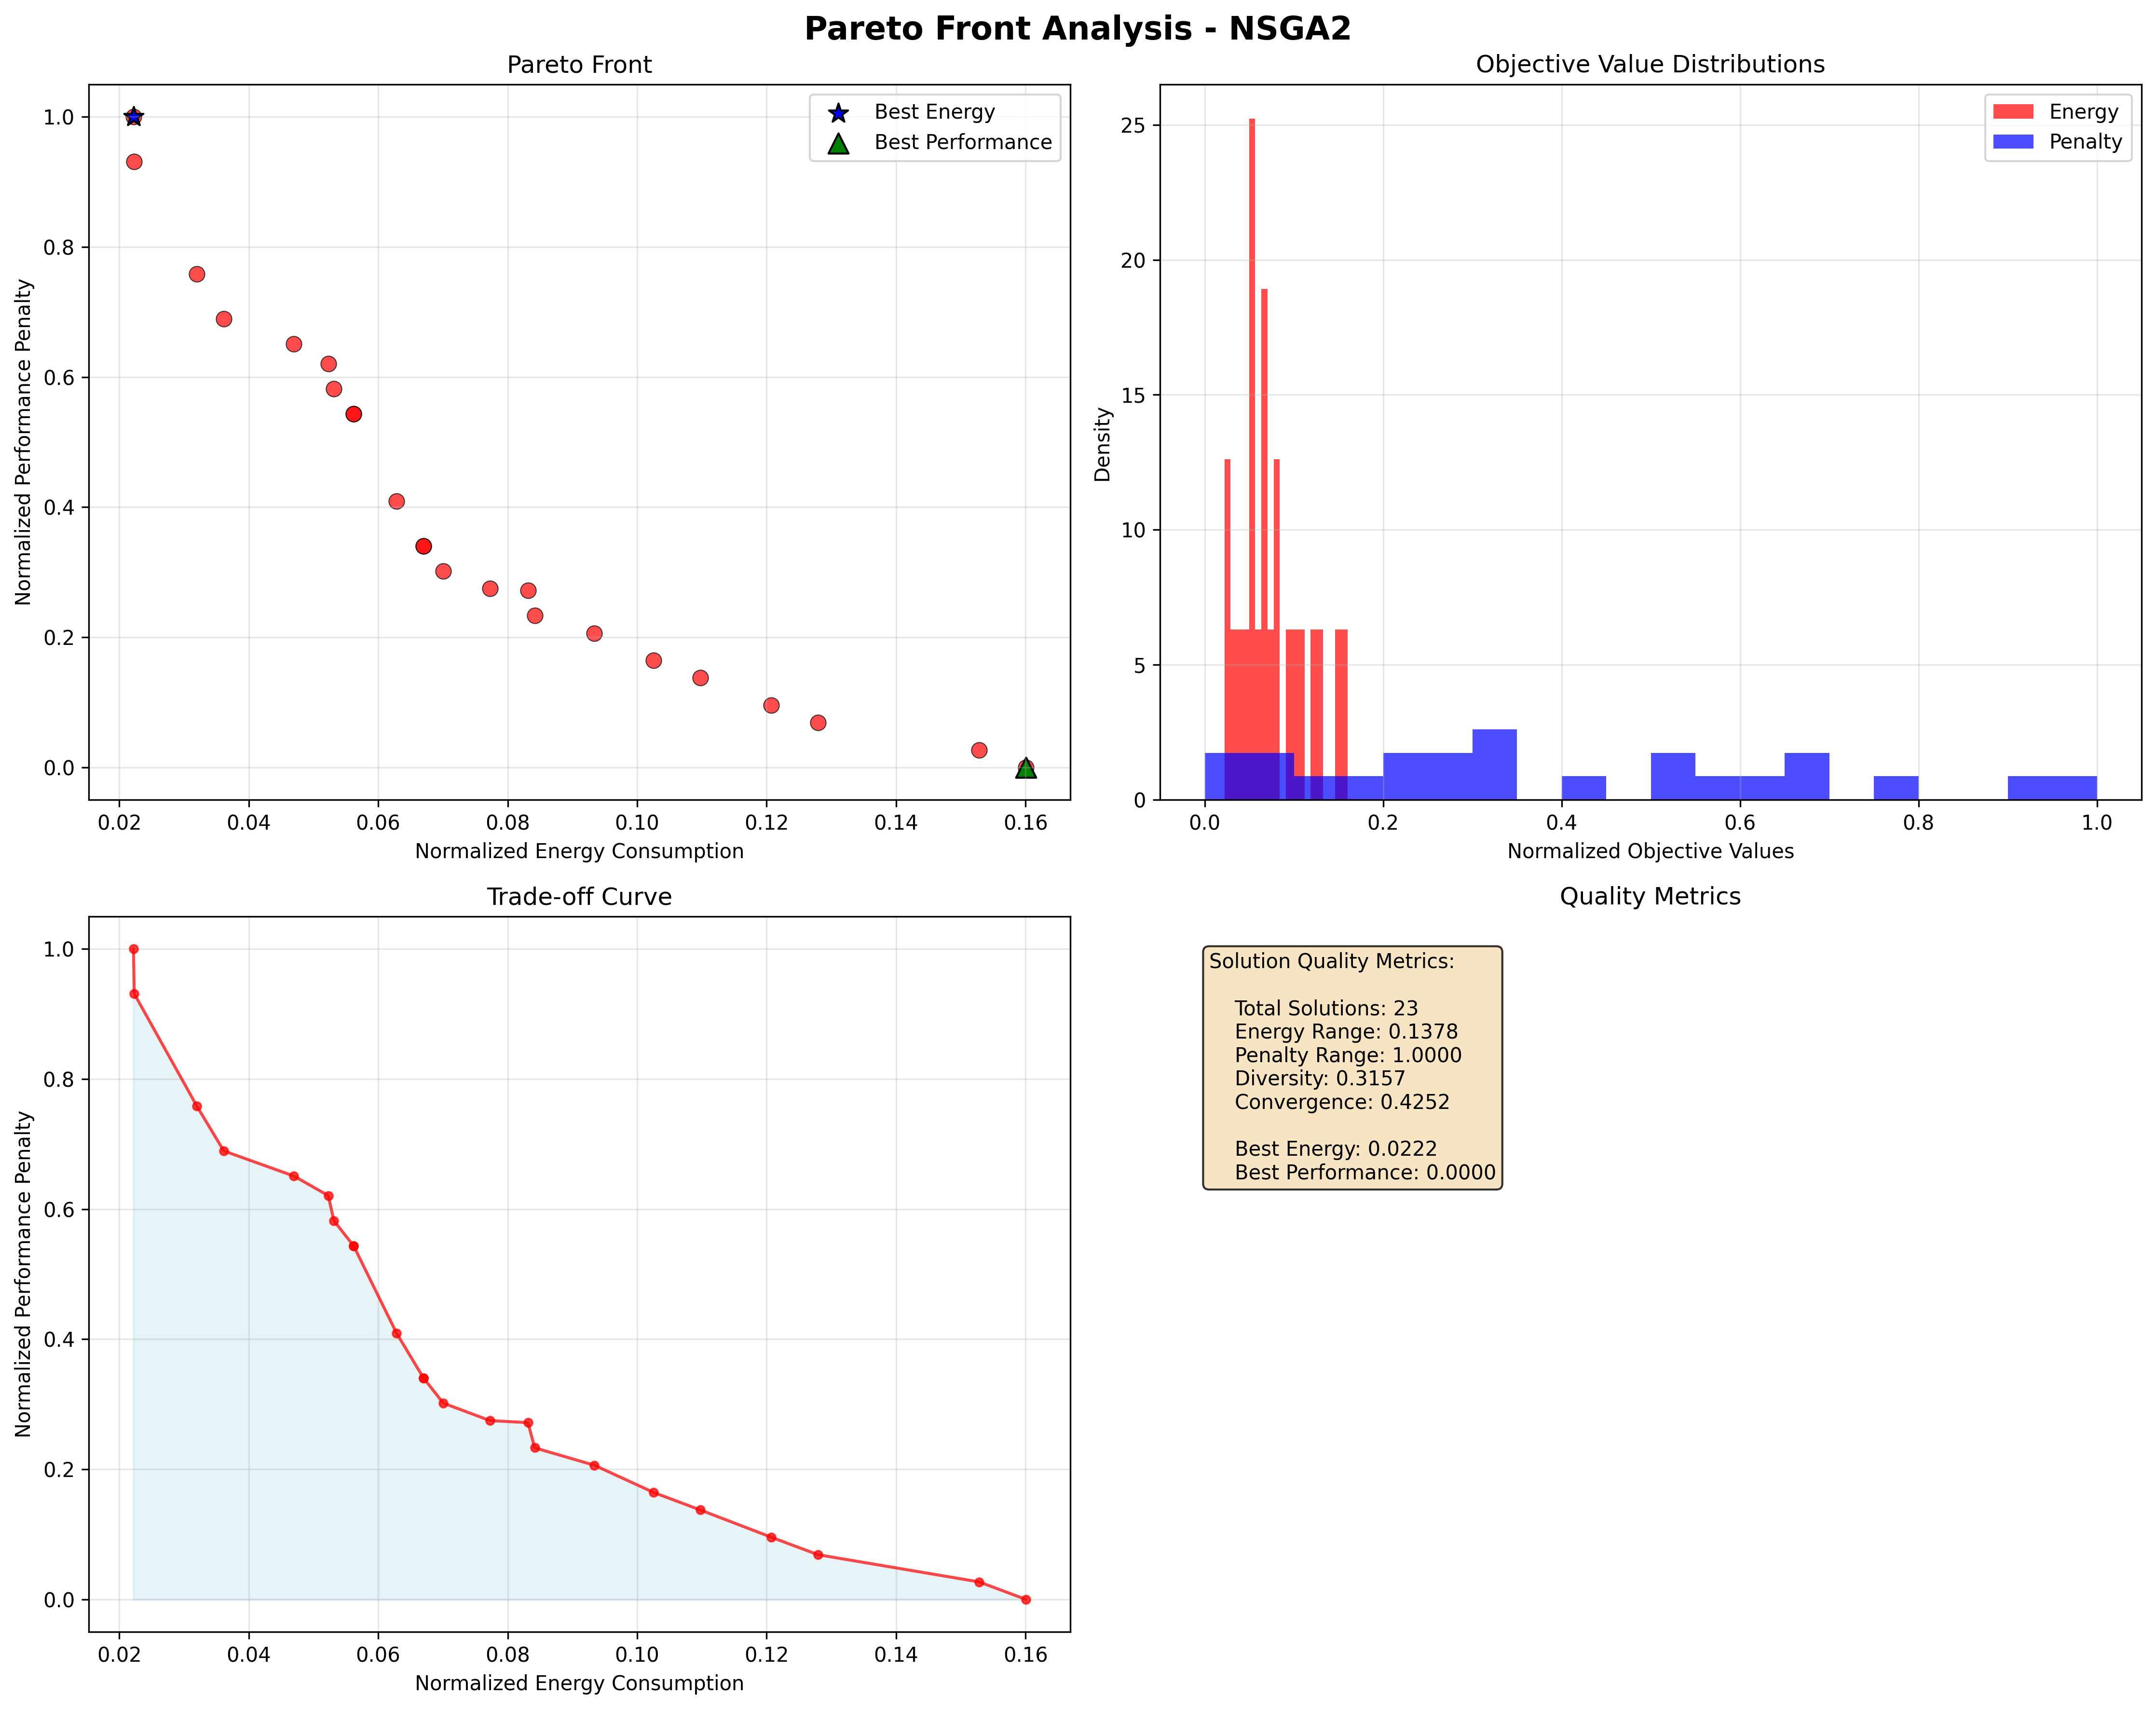 Pareto Front Analysis - NSGA2
Pareto Front
Best Energy
Best Performance
1.0
0.8
0.6
0.4
0.2
0.0
Normalized Performance Penalty
0.02 0.04 0.06 0.08 0.10 0.12 0.14 0.16
Normalized Energy Consumption
Objective Value Distributions
Energy
Penalty
25
20
15
10
5
0
Density
0.0 0.2 0.4 0.6 0.8 1.0
Normalized Objective Values
Trade-off Curve
1.0
0.8
0.6
0.4
0.2
0.0
Normalized Performance Penalty
0.02 0.04 0.06 0.08 0.10 0.12 0.14 0.16
Normalized Energy Consumption
Quality Metrics
Solution Quality Metrics:
Total Solutions: 23
Energy Range: 0.1378
Penalty Range: 1.0000
Diversity: 0.3157
Convergence: 0.4252
Best Energy: 0.0222
Best Performance: 0.0000